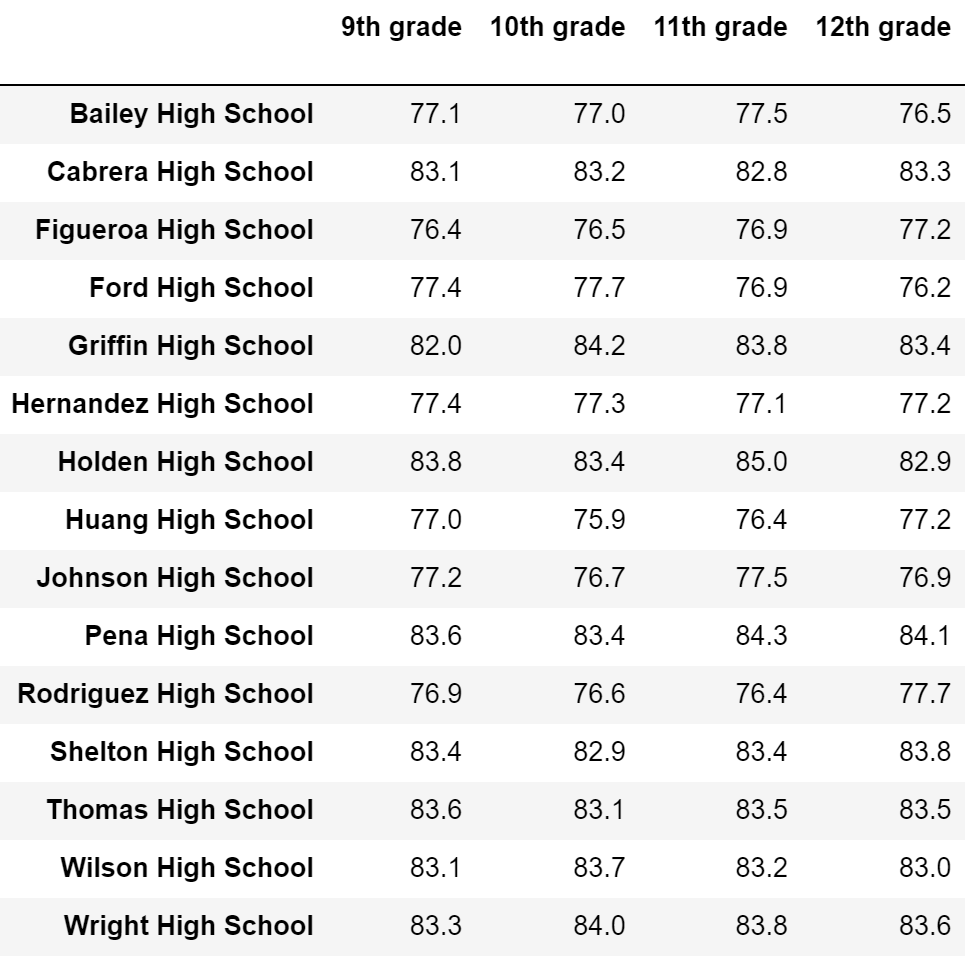 9th grade 10th grade 11th grade 12th grade
Bailey High School 77.1 77.0 77.5 76.5
Cabrera High School 83.1 83.2 82.8 83.3
Figueroa High School 76.4 76.5 76.9 77.2
Ford High School 77.4 77.7 76.9 76.2
Griffin High School 82.0 84.2 83.8 83.4
Hernandez High School 77.4 77.3 77.1 77.2
Holden High School 83.8 83.4 85.0 82.9
Huang High School 77.0 75.9 76.4 77.2
Johnson High School 77.2 76.7 77.5 76.9
Pena High School 83.6 83.4 84.3 84.1
Rodriguez High School 76.9 76.6 76.4 77.7
Shelton High School 83.4 82.9 83.4 83.8
Thomas High School 83.6 83.1 83.5 83.5
Wilson High School 83.1 83.7 83.2 83.0
Wright High School 83.3 84.0 83.8 83.6